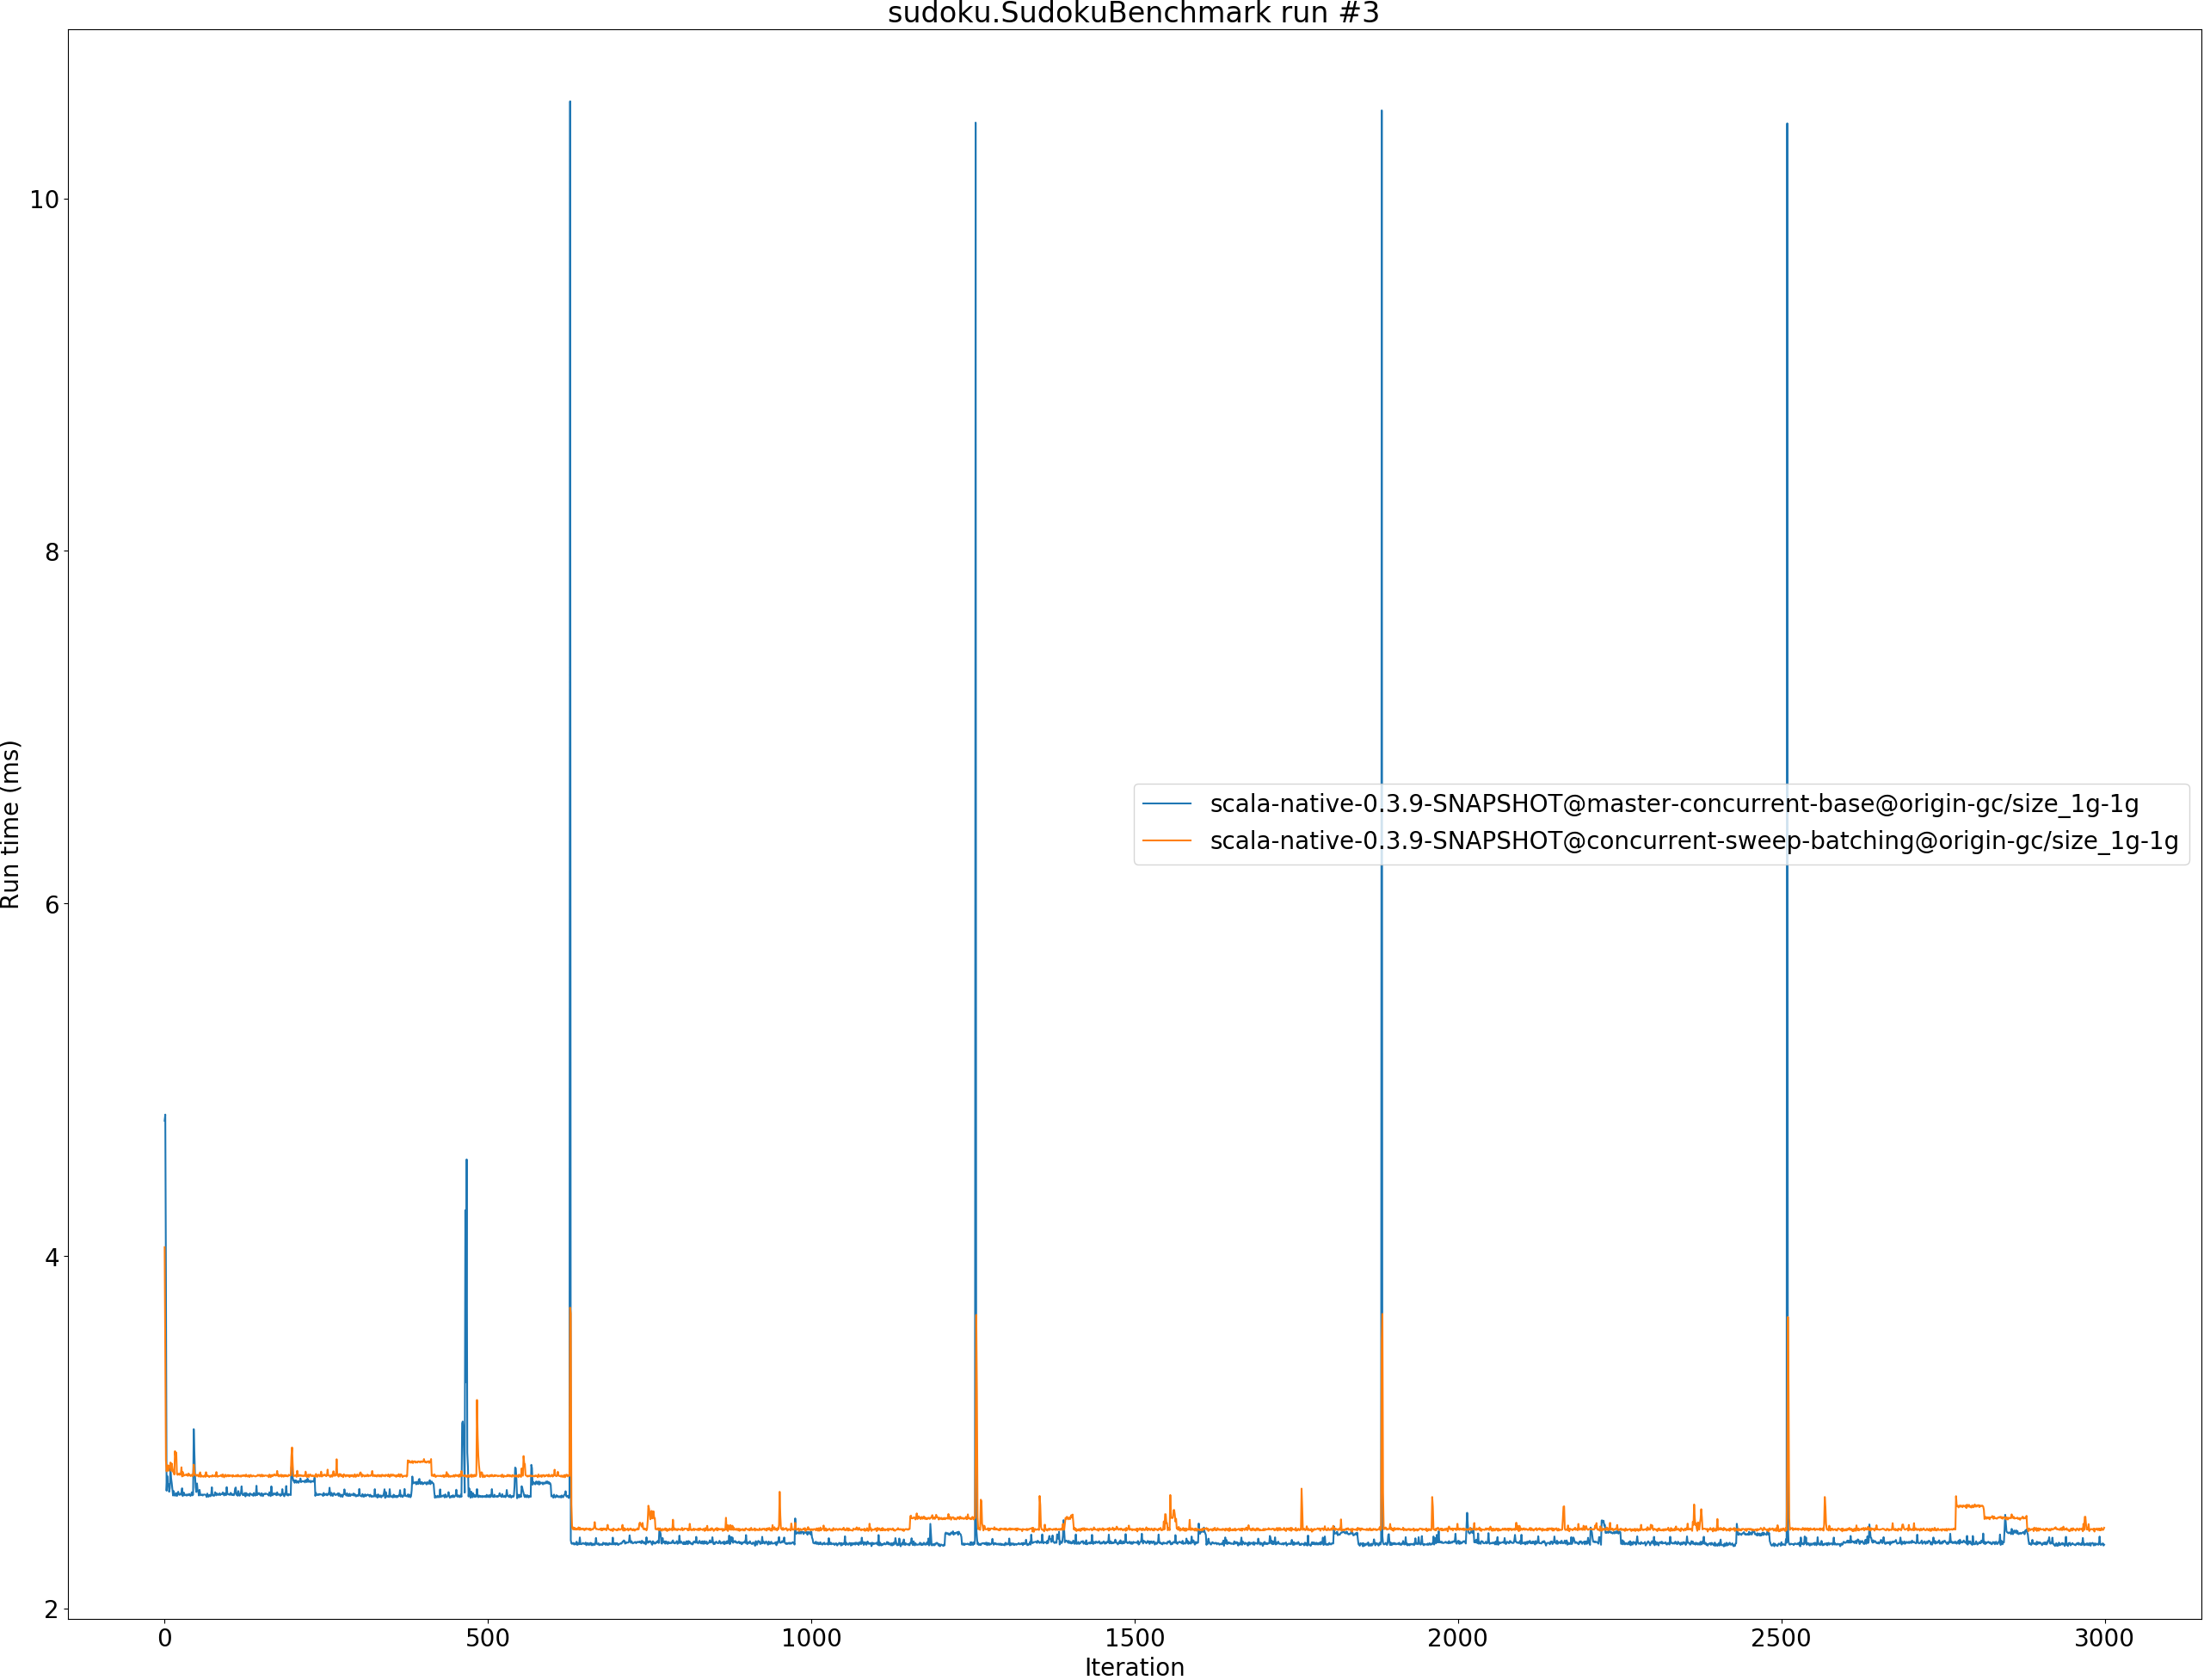 sudoku.SudokuBenchmark run #3
10
8
6
4
2
Run time (ms)
scala-native-0.3.9-SNAPSHOT@master-concurrent-base@origin-gc/size_1g-1g
scala-native-0.3.9-SNAPSHOT@concurrent-sweep-batching@origin-gc/size_1g-1g
0 500 1000 1500 2000 2500 3000
Iteration